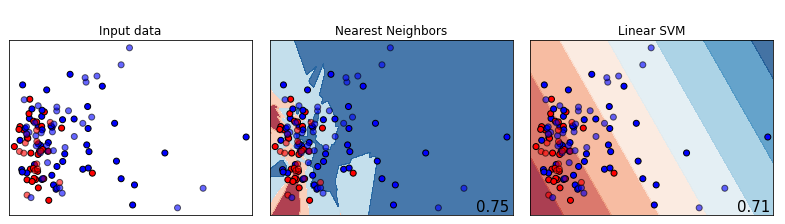 Input data
Nearest Neighbors
Linear SVM
0.75
0.71